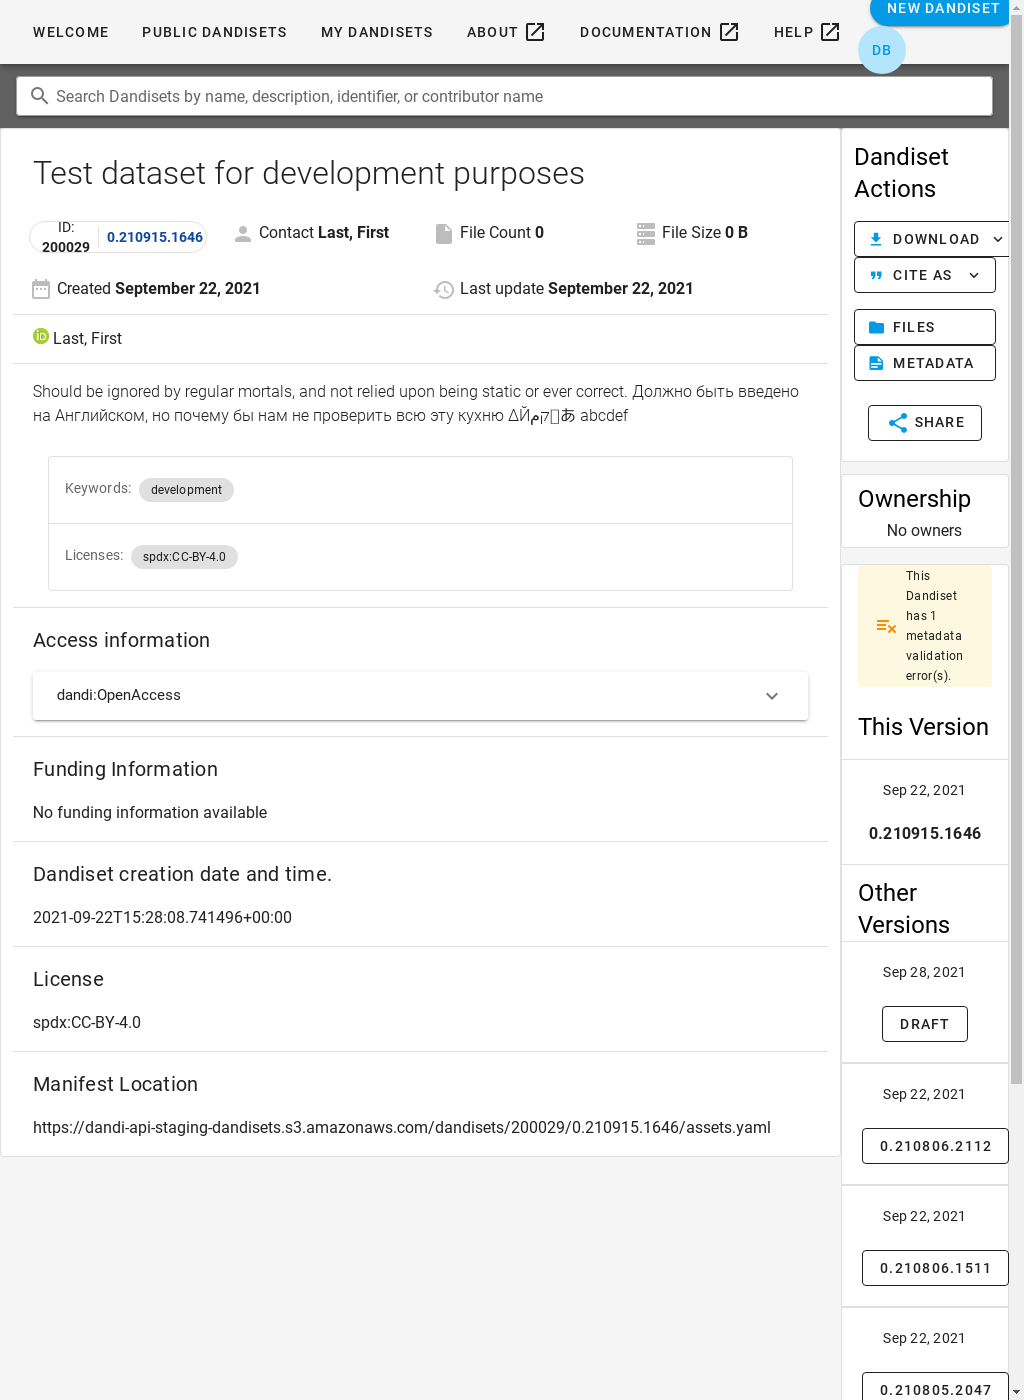 WELCOME PUBLIC DANDISETS MY DANDISETS ABOUT DOCUMENTATION HELP NEW DANDISET
DB
Search Dandisets by name, description, identifier, or contributor name
Test dataset for development purposes
ID: 200029 0.210915.1646 Contact Last, First File Count 0 File Size 0 B
Created September 22, 2021 Last update September 22, 2021
Last, First
Should be ignored by regular mortals, and not relied upon being static or ever correct. Должно быть введено
на Английском, но почему бы нам не проверить всю эту кухню ΔЙקم あ abcdef
Keywords: development
Licenses: spdx:CC-BY-4.0
Access information
dandi:OpenAccess
Funding Information
No funding information available
Dandiset creation date and time.
2021-09-22T15:28:08.741496+00:00
License
spdx:CC-BY-4.0
Manifest Location
https://dandi-api-staging-dandisets.s3.amazonaws.com/dandisets/200029/0.210915.1646/assets.yaml
Dandiset
Actions
DOWNLOAD
CITE AS
FILES
METADATA
SHARE
Ownership
No owners
This
Dandiset
has 1
metadata
validation
error(s).
This Version
Sep 22, 2021
0.210915.1646
Other
Versions
Sep 28, 2021
DRAFT
Sep 22, 2021
0.210806.2112
Sep 22, 2021
0.210806.1511
Sep 22, 2021
0.210805.2047